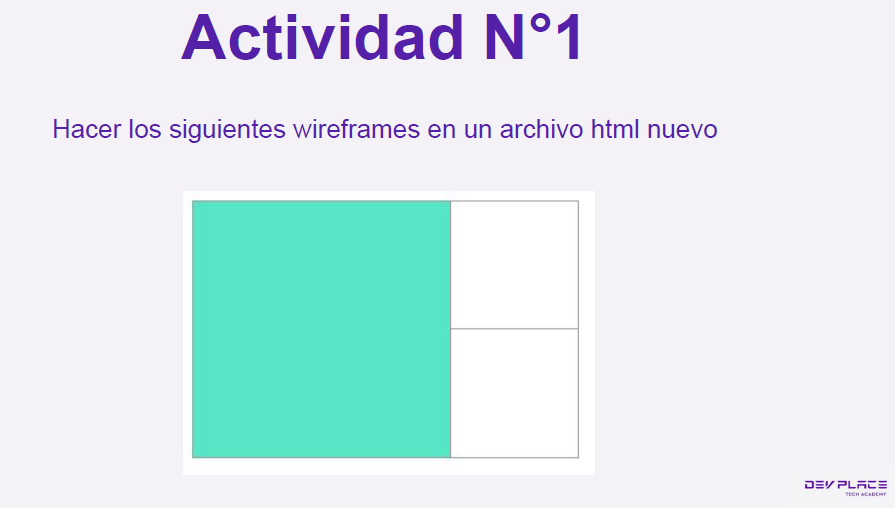 Actividad N°1
Hacer los siguientes wireframes en un archivo html nuevo
DEV PLACE
TECH ACADEMY